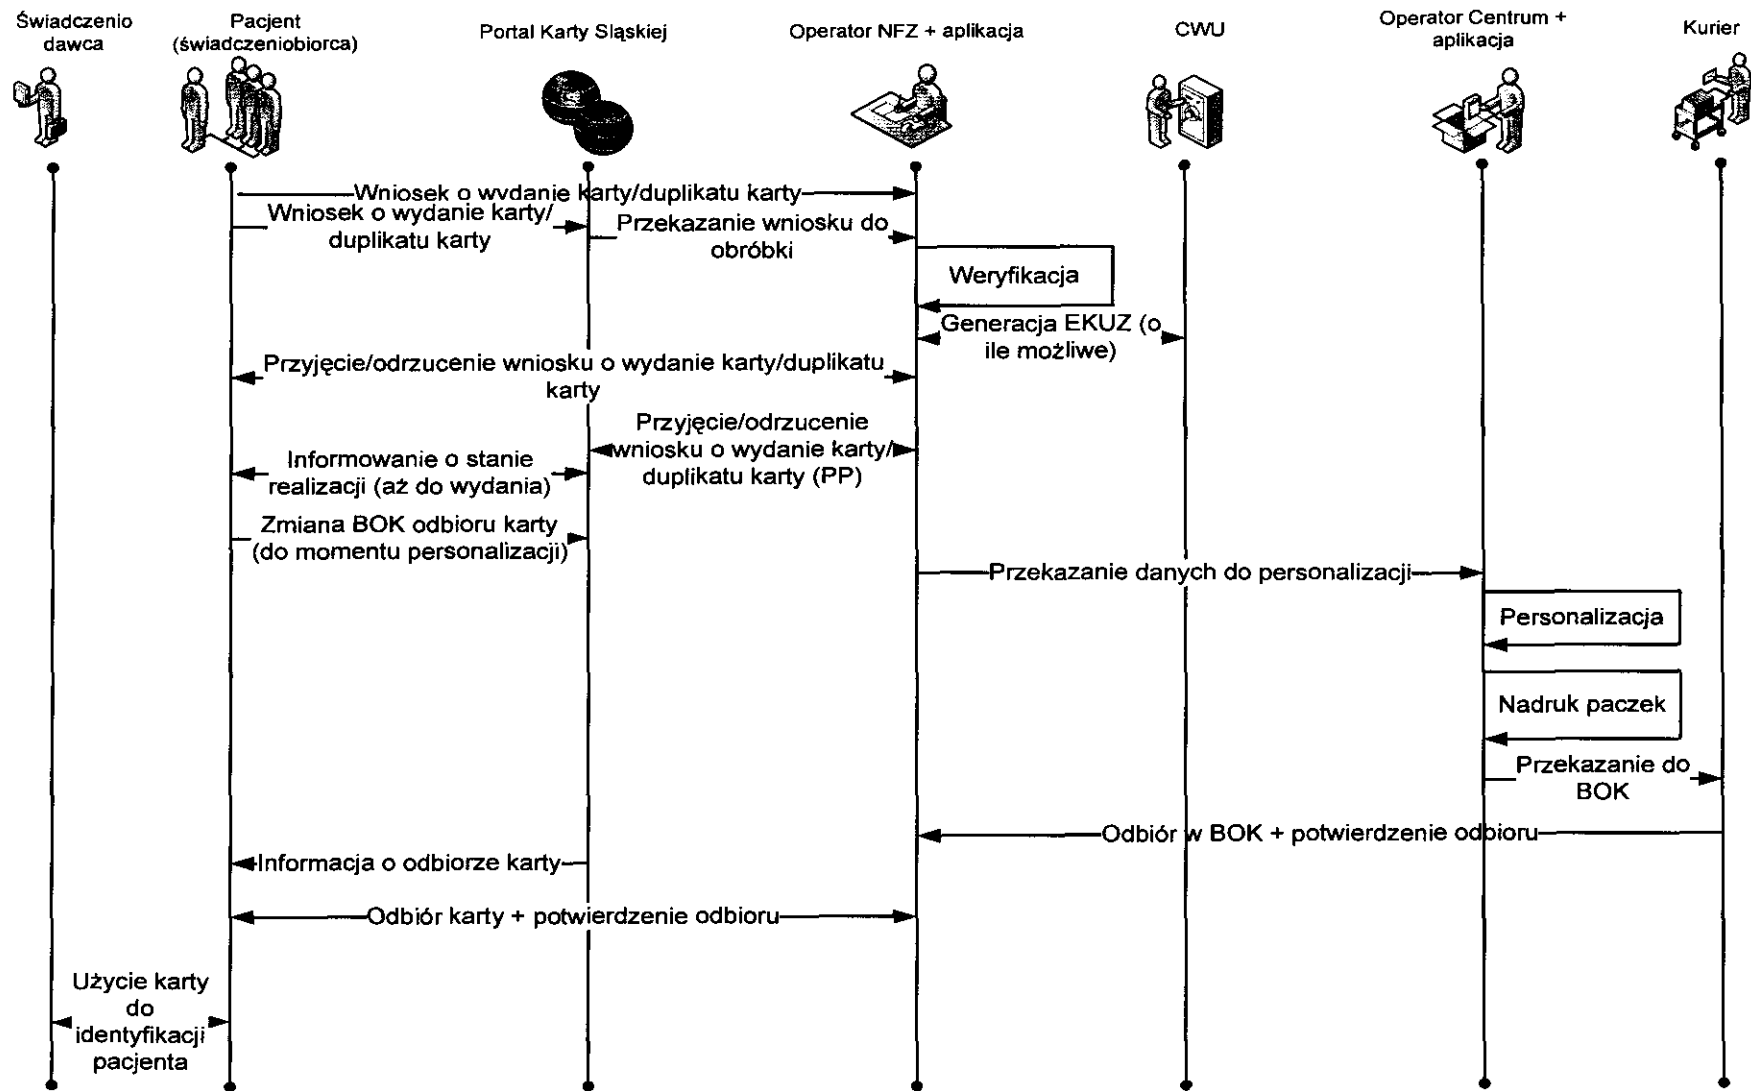 Świadczenio
dawca
Pacjent
(świadczeniobiorca)
Portal Karty Sląskiej
Operator NFZ + aplikacja
CWU
Operator Centrum +
aplikacja
Kurier
Wniosek o wydanie karty/duplikatu karty
Wniosek o wydanie karty/
duplikatu karty
Przekazanie wniosku do
obróbki
Weryfikacja
Generacja EKUZ (o
ile możliwe)
Przyjęcie/odrzucenie wniosku o wydanie karty/duplikatu
karty
Przyjęcie/odrzucenie
wniosku o wydanie karty/
duplikatu karty (PP)
Informowanie o stanie
realizacji (aż do wydania)
Zmiana BOK odbioru karty
(do momentu personalizacji)
Przekazanie danych do personalizacji
Personalizacja
Nadruk paczek
Przekazanie do
BOK
Odbiór w BOK + potwierdzenie odbioru
Informacja o odbiorze karty
Odbiór karty + potwierdzenie odbioru
Użycie karty
do
identyfikacji
pacjenta